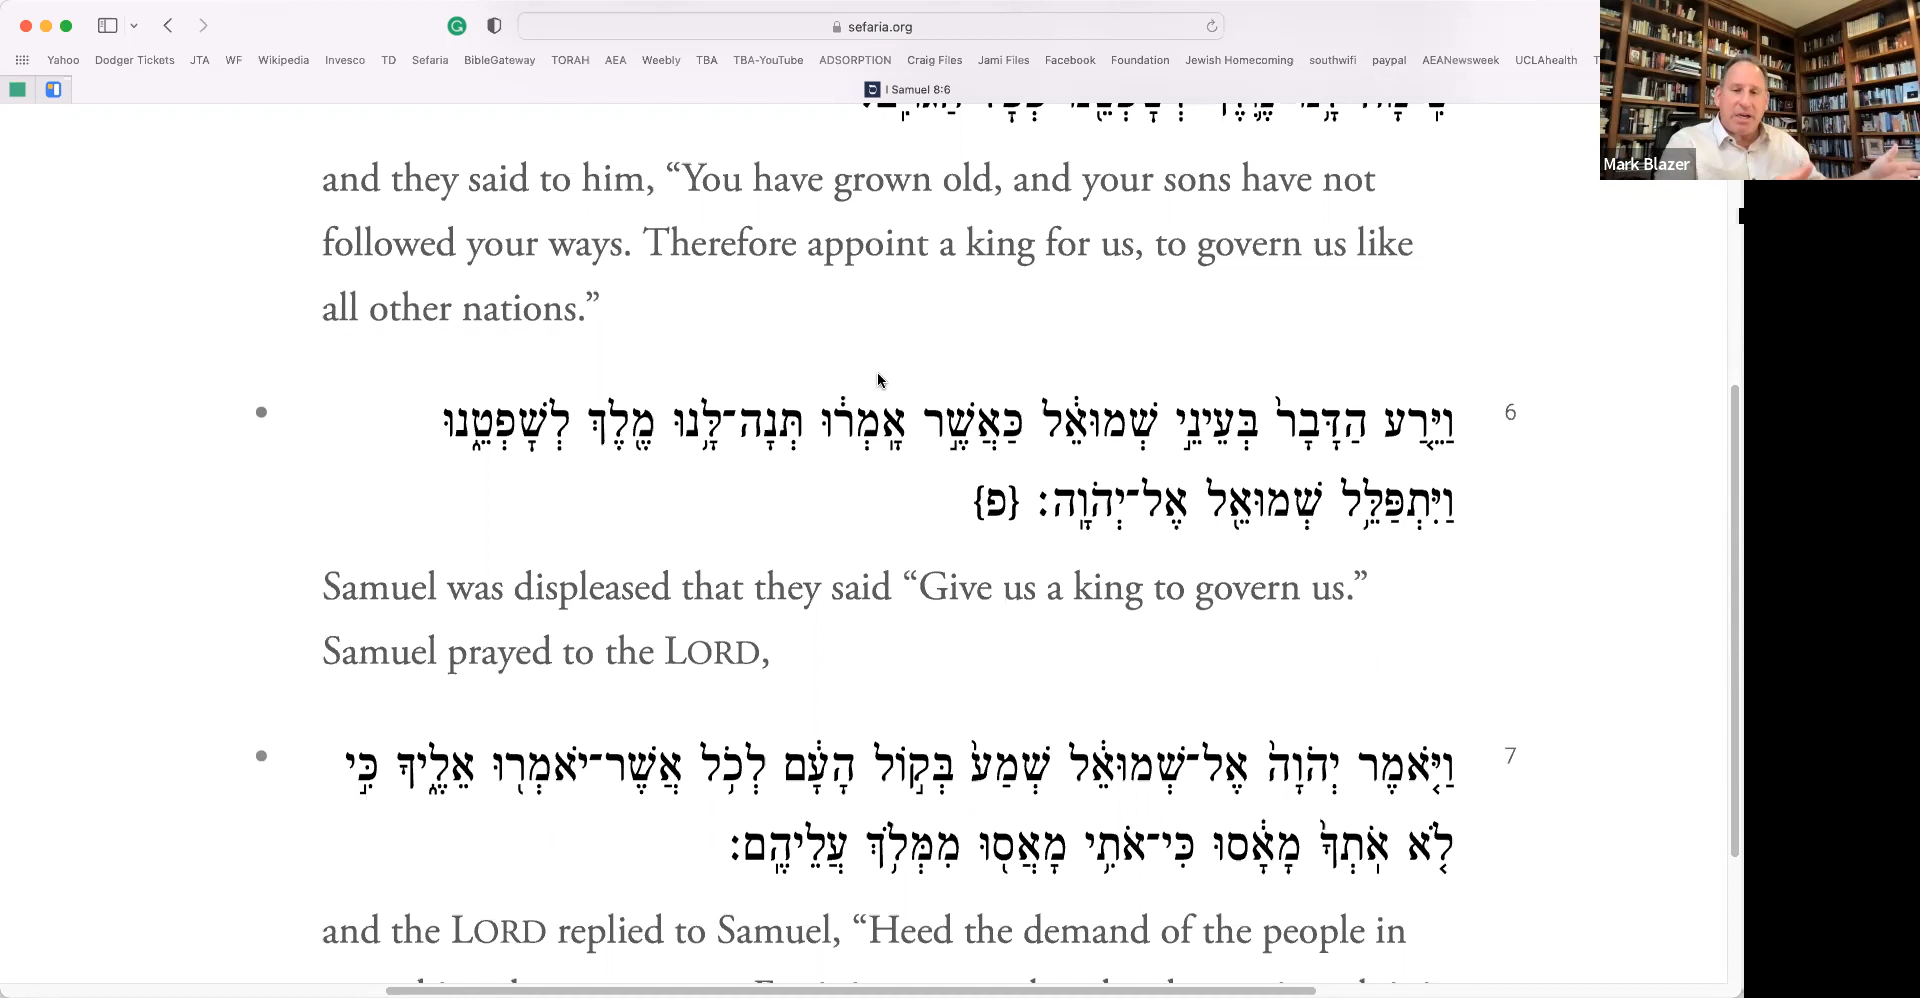 sefaria.org
Yahoo Dodger Tickets JTA WF Wikipedia Invesco TD Sefaria BibleGateway TORAH AEA Weebly TBA TBA-YouTube ADSORPTION Craig Files Jami Files Facebook Foundation Jewish Homecoming southwifi paypal AEANewsweek UCLAhealth
I Samuel 8:6
Mark Blazer
and they said to him, “You have grown old, and your sons have not
followed your ways. Therefore appoint a king for us, to govern us like
all other nations.”
6
וַיֵּ֤רַע הַדָּבָר֙ בְּעֵינֵ֣י שְׁמוּאֵ֔ל כַּאֲשֶׁ֣ר אָֽמְר֔וּ תְּנָה־לָּ֥נוּ מֶ֖לֶךְ לְשׇׁפְטֵ֑נוּ
וַיִּתְפַּלֵּ֥ל שְׁמוּאֵ֖ל אֶל־יְהֹוָֽה׃ {פ}
Samuel was displeased that they said “Give us a king to govern us.”
Samuel prayed to the LORD,
7
וַיֹּ֤אמֶר יְהֹוָה֙ אֶל־שְׁמוּאֵ֔ל שְׁמַע֙ בְּק֣וֹל הָעָ֔ם לְכֹ֥ל אֲשֶׁר־יֹאמְר֖וּ אֵלֶ֑יךָ כִּ֣י
לֹ֤א אֹֽתְךָ֙ מָאָ֔סוּ כִּי־אֹתִ֥י מָאֲס֖וּ מִמְּלֹ֥ךְ עֲלֵיהֶֽם׃
and the LORD replied to Samuel, “Heed the demand of the people in